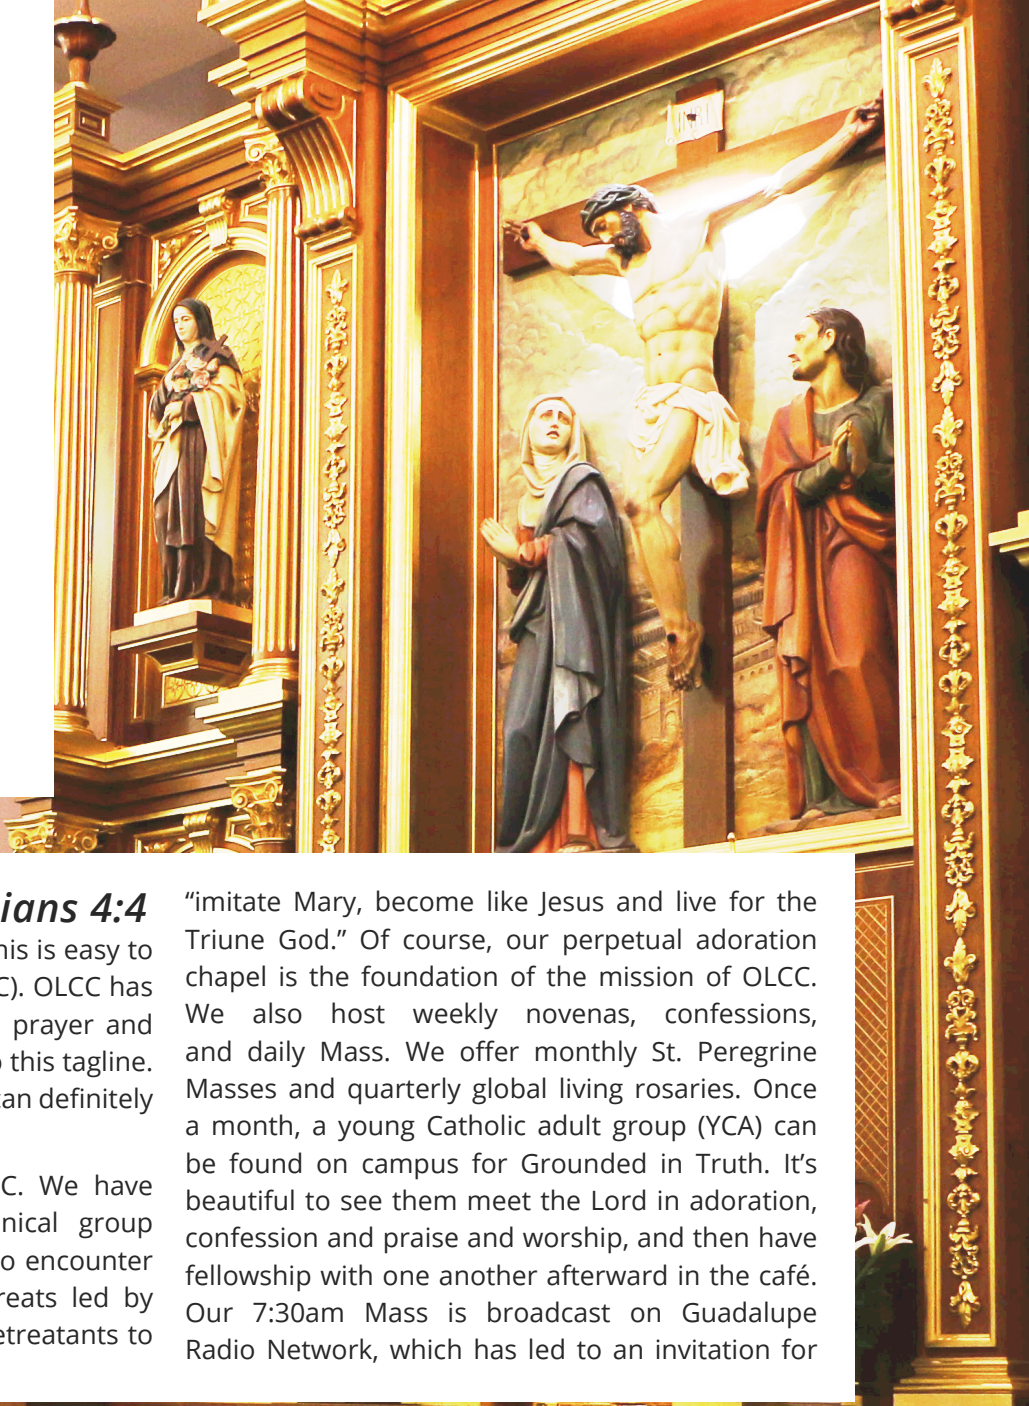 ians 4:4
his is easy to
C). OLCC has
prayer and
this tagline.
can definitely
C. We have
nical group
o encounter
reats led by
etreatants to
“imitate Mary, become like Jesus and live for the
Triune God.” Of course, our perpetual adoration
chapel is the foundation of the mission of OLCC.
We also host weekly novenas, confessions,
and daily Mass. We offer monthly St. Peregrine
Masses and quarterly global living rosaries. Once
a month, a young Catholic adult group (YCA) can
be found on campus for Grounded in Truth. It’s
beautiful to see them meet the Lord in adoration,
confession and praise and worship, and then have
fellowship with one another afterward in the café.
Our 7:30am Mass is broadcast on Guadalupe
Radio Network, which has led to an invitation for